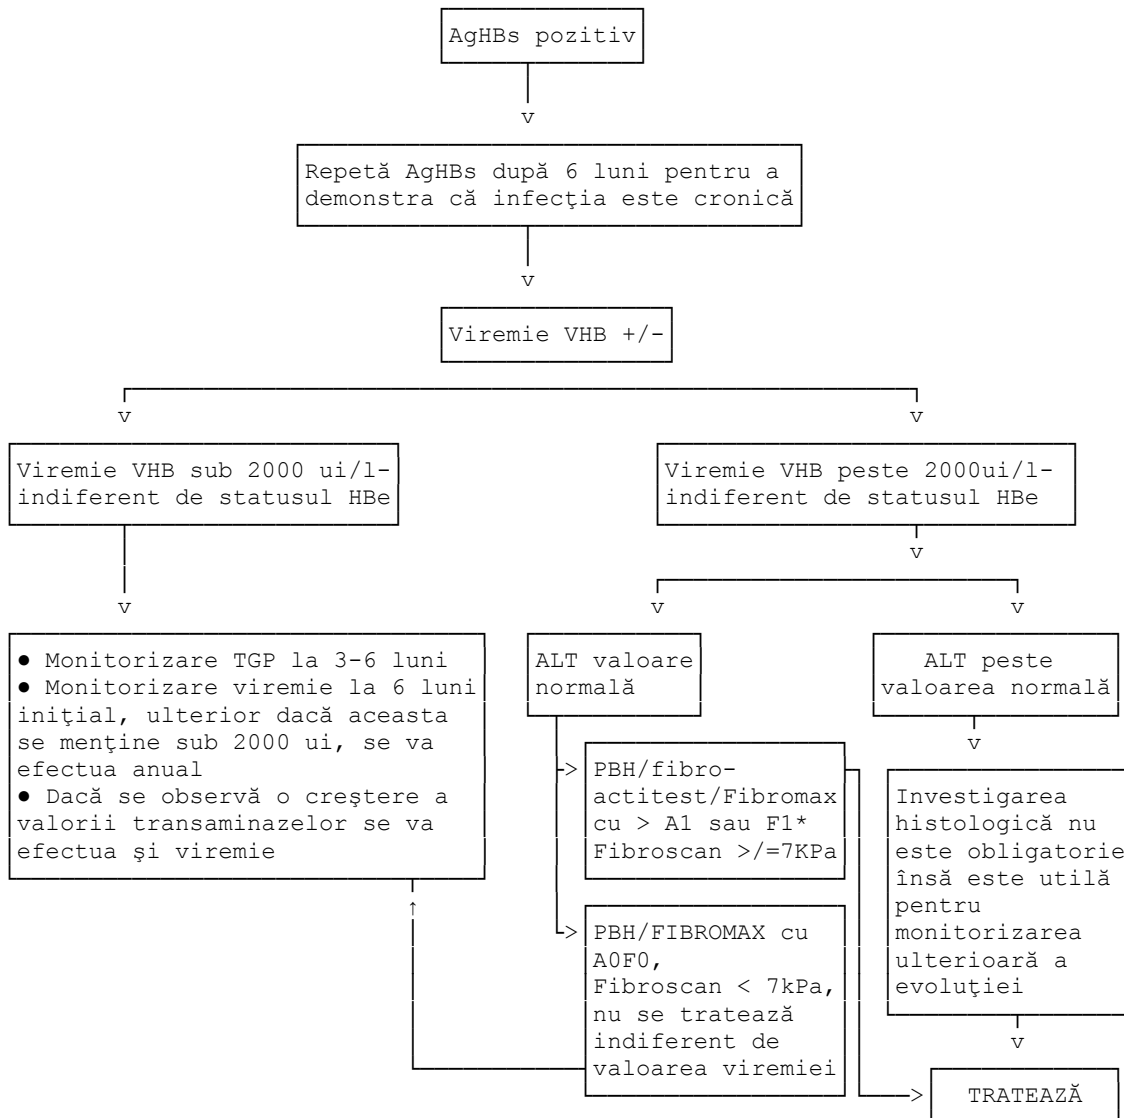 AgHBs pozitiv
v
Repetă AgHBs după 6 luni pentru a
demonstra că infecţia este cronică
v
Viremie VHB +/-
v
v
Viremie VHB sub 2000 ui/l-
indiferent de statusul HBe
Viremie VHB peste 2000ui/l-
indiferent de statusul HBe
v
v
v
v
● Monitorizare TGP la 3-6 luni
● Monitorizare viremie la 6 luni
iniţial, ulterior dacă aceasta
se menţine sub 2000 ui, se va
efectua anual
● Dacă se observă o creştere a
valorii transaminazelor se va
efectua şi viremie
ALT valoare
normală
ALT peste
valoarea normală
v
> PBH/fibro-
actitest/Fibromax
cu > A1 sau F1*
Fibroscan >/=7KPa
> PBH/FIBROMAX cu
A0F0,
Fibroscan < 7kPa,
nu se tratează
indiferent de
valoarea viremiei
↑
Investigarea
histologică nu
este obligatorie
însă este utilă
pentru
monitorizarea
ulterioară a
evoluţiei
v
> TRATEAZĂ